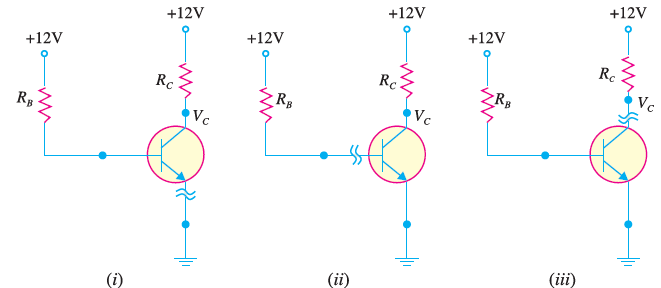 +12V +12V +12V
+12V +12V +12V
R_C R_C R_C
R_B R_B R_B
V_C V_C V_C
(i) (ii) (iii)